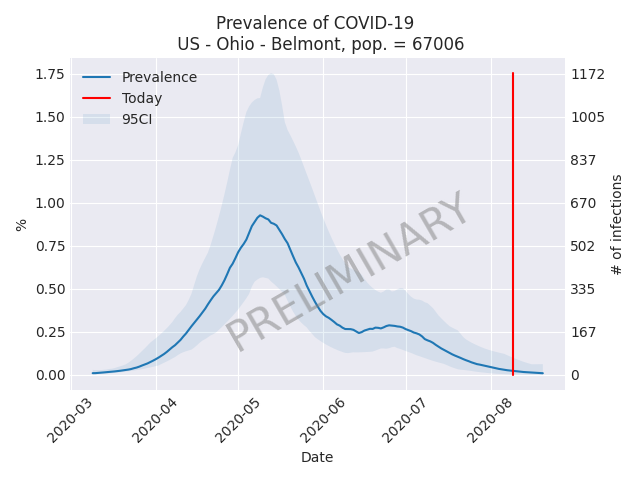 Prevalence of COVID-19
US - Ohio - Belmont, pop. = 67006
1.75
1.50
1.25
1.00
0.75
0.50
0.25
0.00
%
Prevalence
Today
95CI
PRELIMINARY
1172
1005
837
670
502
335
167
0
# of infections
2020-03
2020-04
2020-05
2020-06
2020-07
2020-08
Date